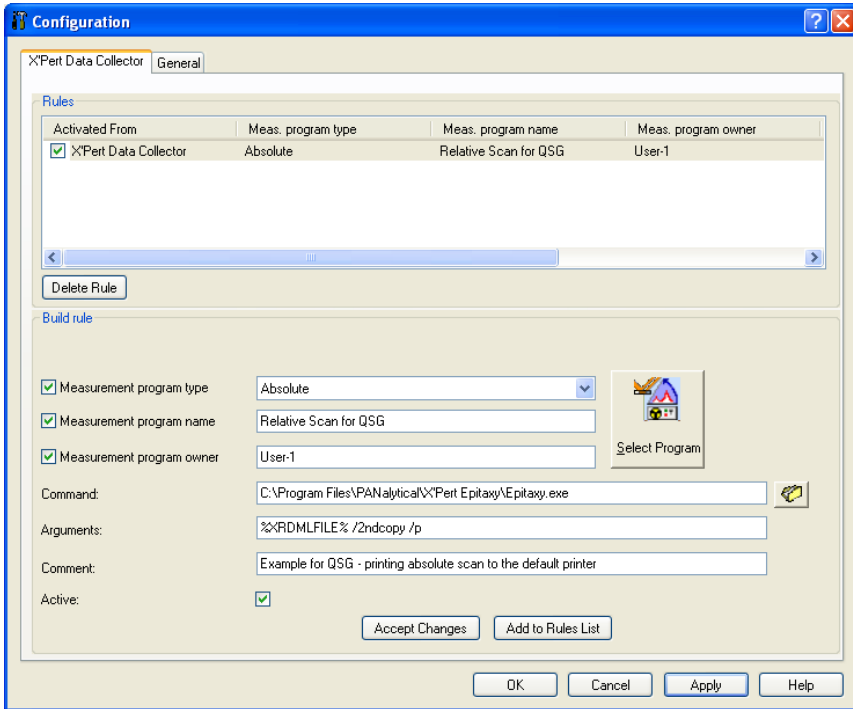 Configuration
X'Pert Data Collector General
Rules
Activated From Meas. program type Meas. program name Meas. program owner
X'Pert Data Collector Absolute Relative Scan for QSG User-1
Delete Rule
Build rule
Measurement program type Absolute
Measurement program name Relative Scan for QSG
Measurement program owner User-1
Select Program
Command: C:\Program Files\PANalytical\X'Pert Epitaxy\Epitaxy.exe
Arguments: %XRDMLFILE% /2ndcopy /p
Comment: Example for QSG - printing absolute scan to the default printer
Active:
Accept Changes Add to Rules List
OK Cancel Apply Help